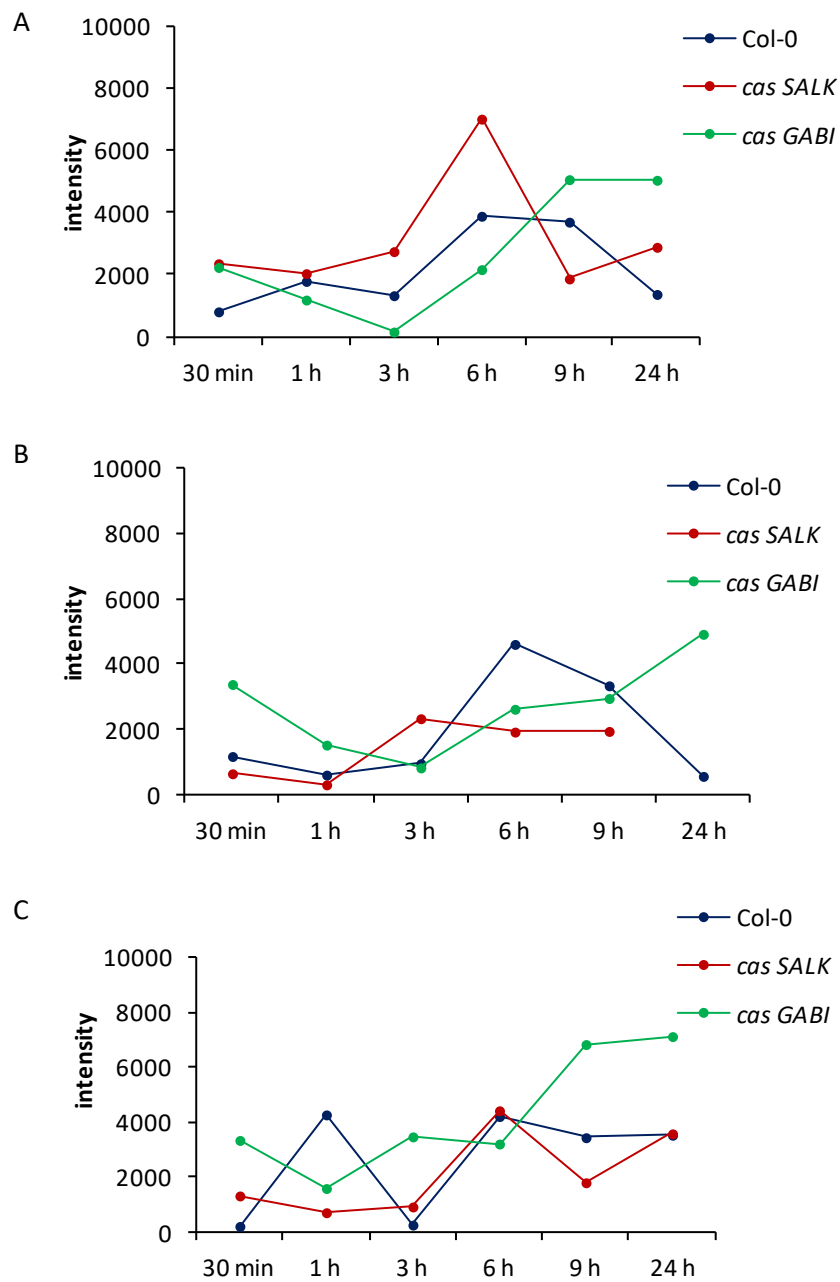 A
10000
8000
6000
4000
2000
0
intensity
30 min 1 h 3 h 6 h 9 h 24 h
Col-0
cas SALK
cas GABI
B
10000
8000
6000
4000
2000
0
intensity
30 min 1 h 3 h 6 h 9 h 24 h
Col-0
cas SALK
cas GABI
C
10000
8000
6000
4000
2000
0
intensity
30 min 1 h 3 h 6 h 9 h 24 h
Col-0
cas SALK
cas GABI